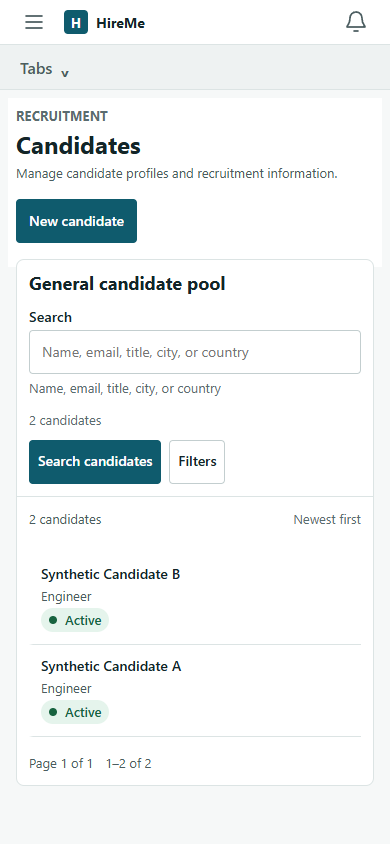 H HireMe
Tabs v
RECRUITMENT
Candidates
Manage candidate profiles and recruitment information.
New candidate
General candidate pool
Search
Name, email, title, city, or country
Name, email, title, city, or country
2 candidates
Search candidates Filters
2 candidates Newest first
Synthetic Candidate B
Engineer
Active
Synthetic Candidate A
Engineer
Active
Page 1 of 1 1–2 of 2